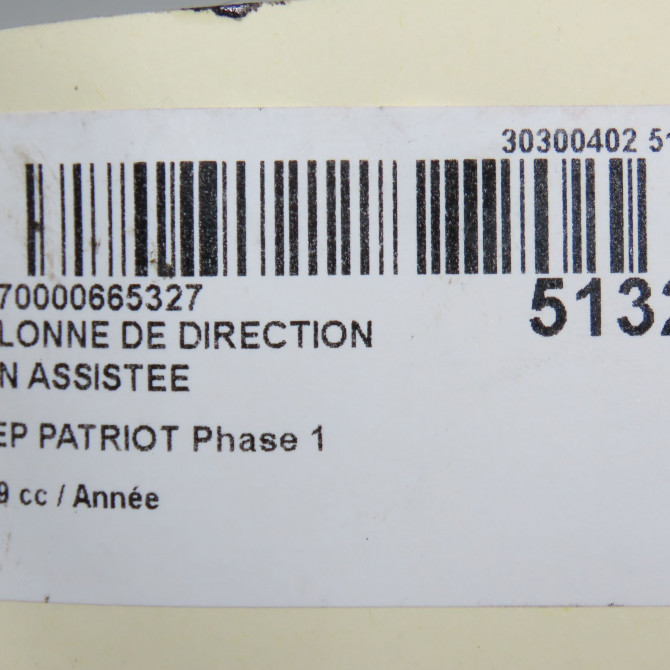 30300402 51
70000665327
5132
LONNE DE DIRECTION
N ASSISTEE
EP PATRIOT Phase 1
9 cc / Année